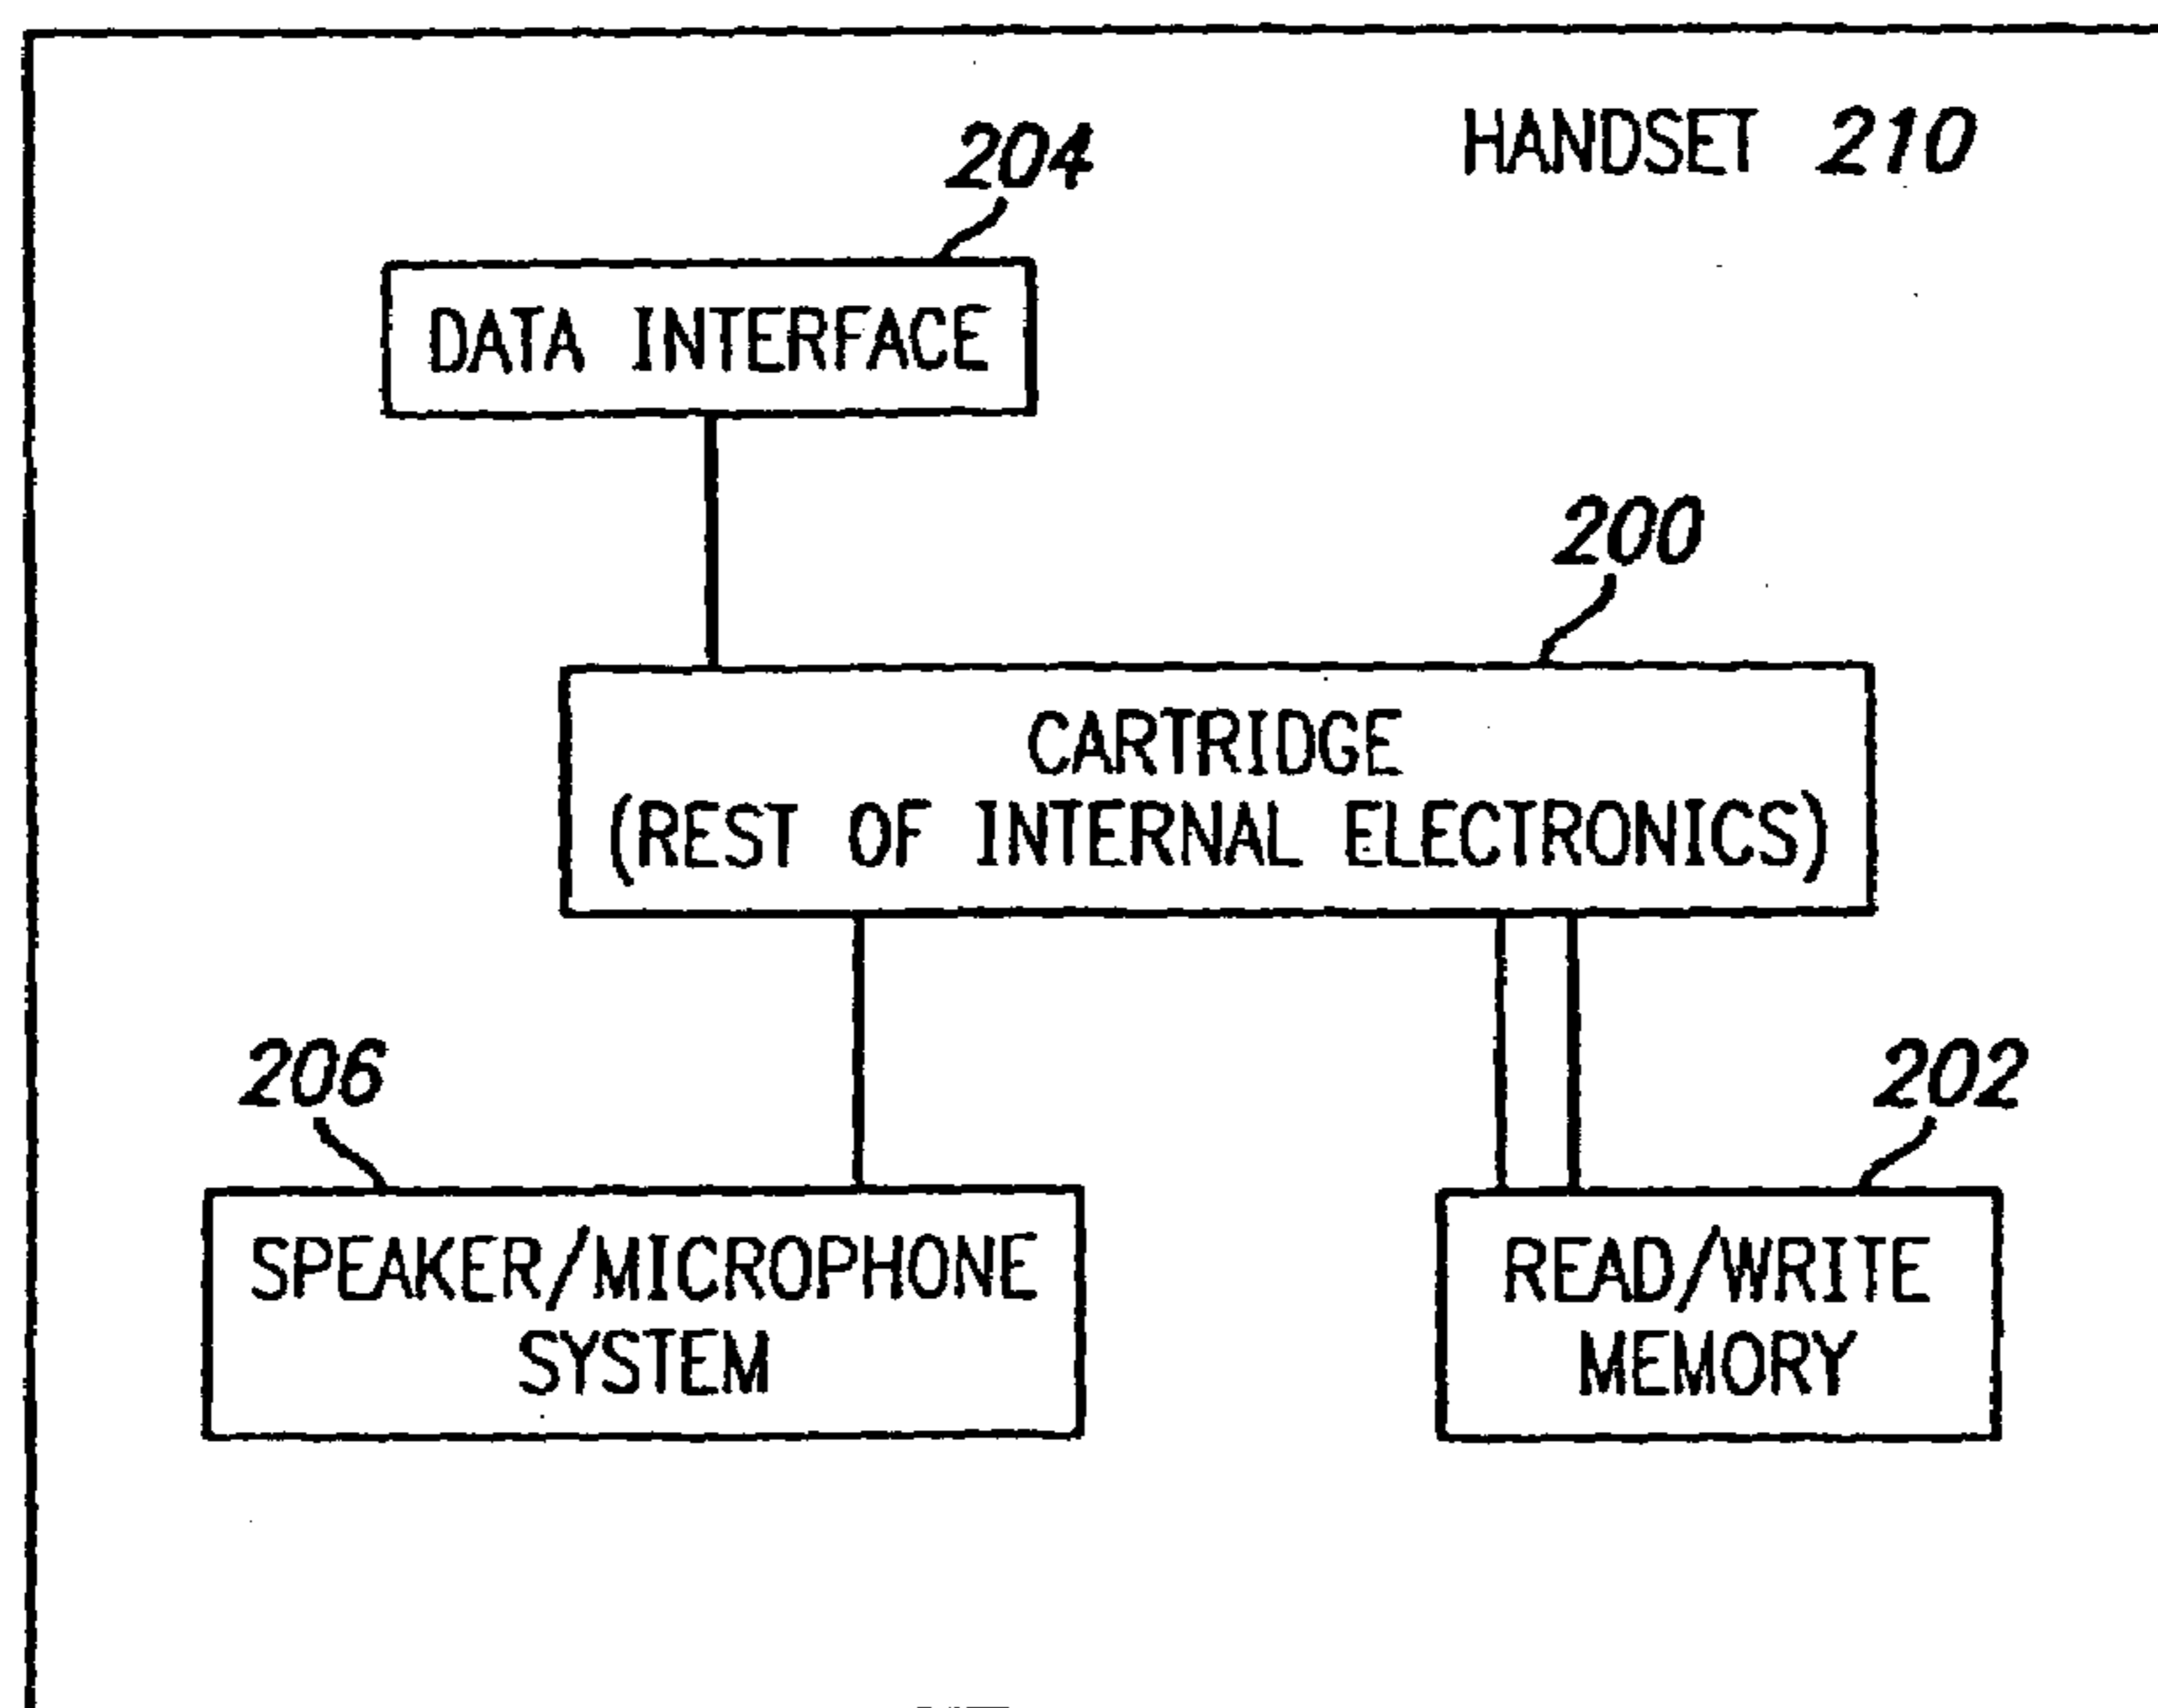 HANDSET 210
204
DATA INTERFACE
200
CARTRIDGE
(REST OF INTERNAL ELECTRONICS)
206
SPEAKER/MICROPHONE
SYSTEM
202
READ/WRITE
MEMORY